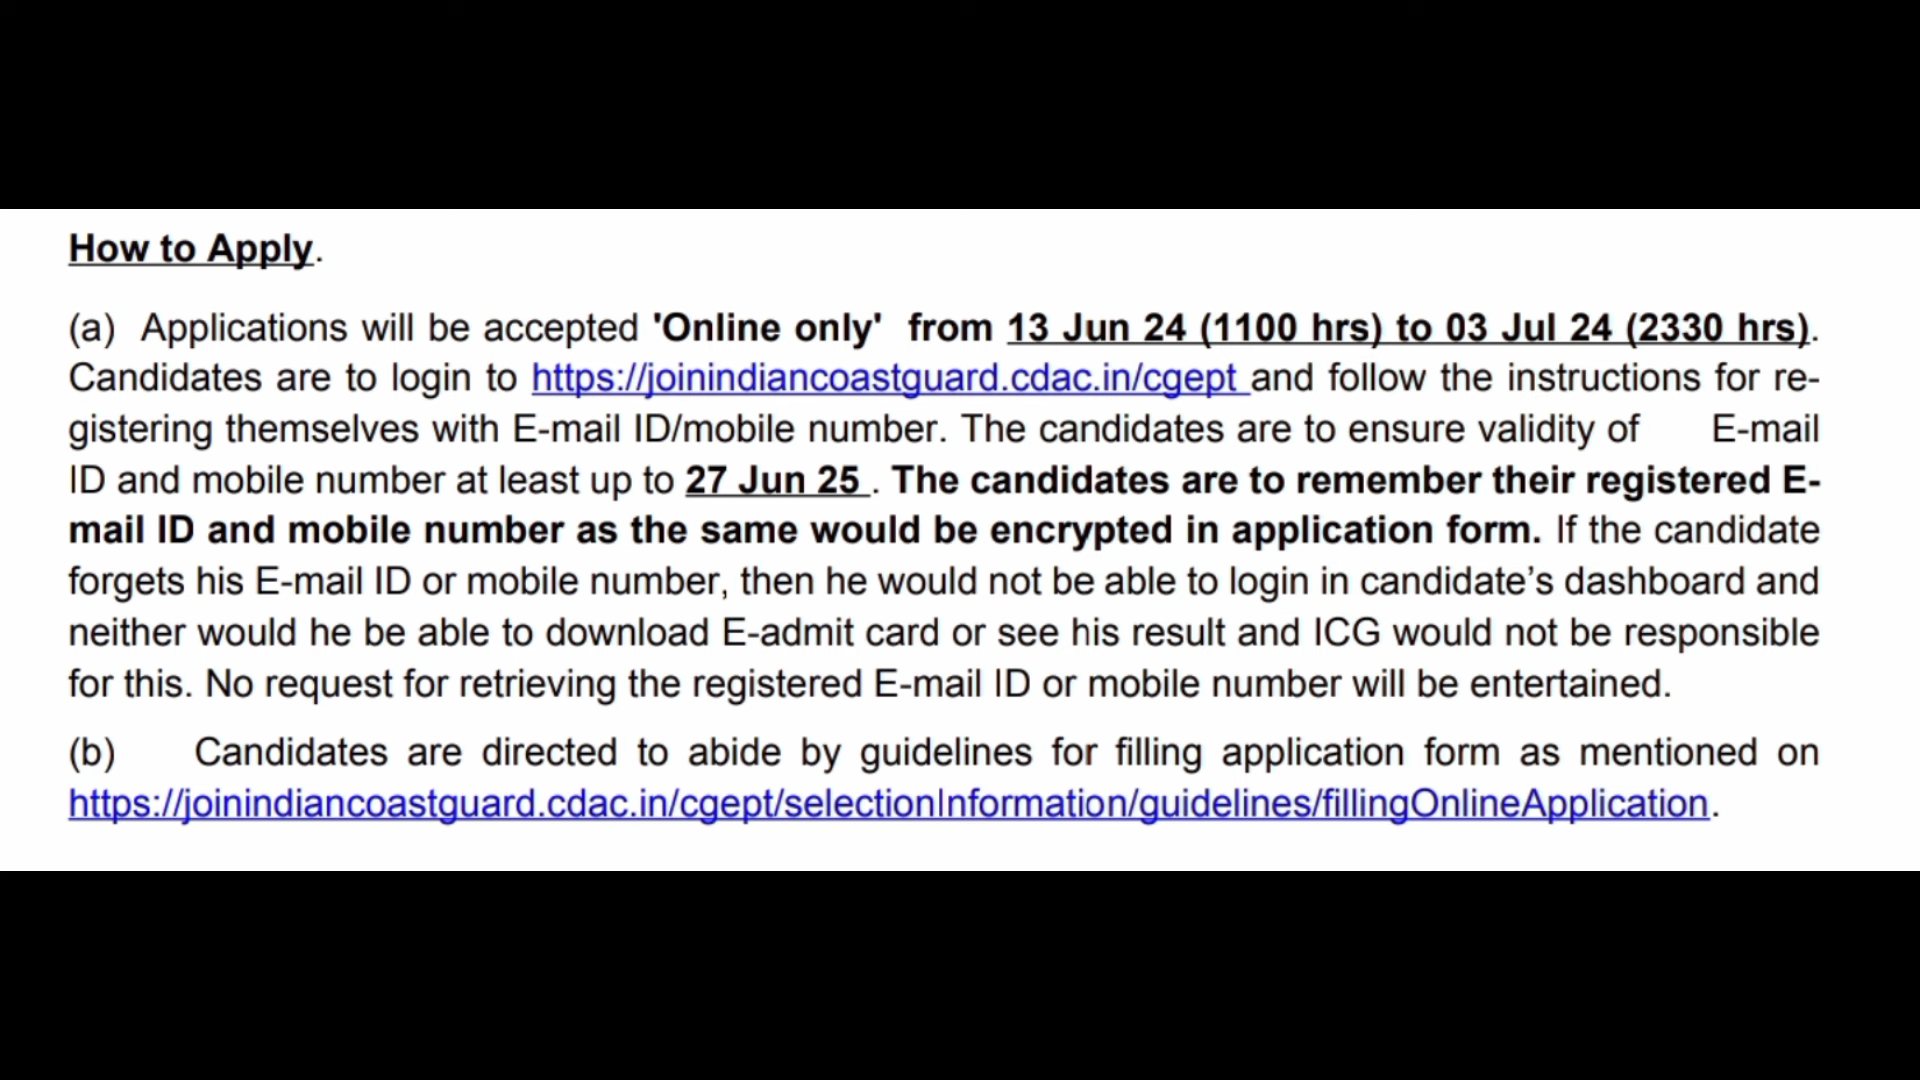 How to Apply.
(a) Applications will be accepted 'Online only' from 13 Jun 24 (1100 hrs) to 03 Jul 24 (2330 hrs).
Candidates are to login to https://joinindiancoastguard.cdac.in/cgept and follow the instructions for re-
gistering themselves with E-mail ID/mobile number. The candidates are to ensure validity of E-mail
ID and mobile number at least up to 27 Jun 25 . The candidates are to remember their registered E-
mail ID and mobile number as the same would be encrypted in application form. If the candidate
forgets his E-mail ID or mobile number, then he would not be able to login in candidate’s dashboard and
neither would he be able to download E-admit card or see his result and ICG would not be responsible
for this. No request for retrieving the registered E-mail ID or mobile number will be entertained.
(b) Candidates are directed to abide by guidelines for filling application form as mentioned on
https://joinindiancoastguard.cdac.in/cgept/selectionInformation/guidelines/fillingOnlineApplication.